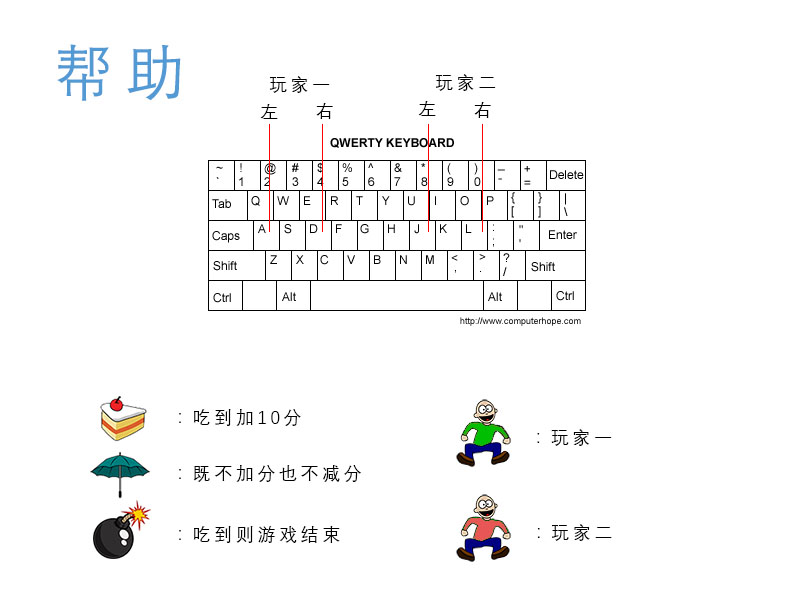 帮助
玩家一
玩家二
左 右 左 右
QWERTY KEYBOARD
~ ! @ # $ % ^ & * ( ) _ + Delete
` 1 2 3 4 5 6 7 8 9 0 - =
Tab Q W E R T Y U I O P { [ } ] | \
Caps A S D F G H J K L : ; " ' Enter
Shift Z X C V B N M < , > . ? / Shift
Ctrl Alt Alt Ctrl
http://www.computerhope.com
：吃到加10分
：既不加分也不减分
：吃到则游戏结束
：玩家一
：玩家二